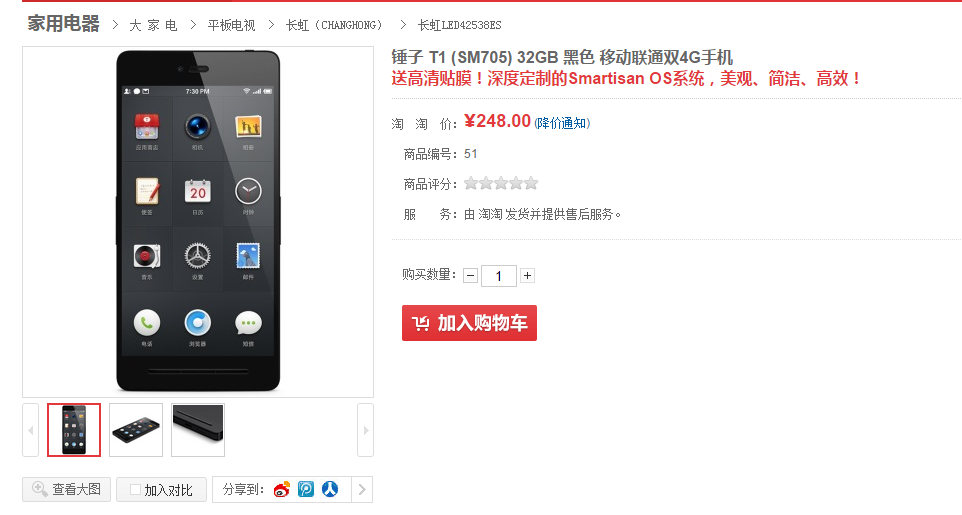 家用电器 > 大 家 电 > 平板电视 > 长虹（CHANGHONG） > 长虹LED42538ES
锤子 T1 (SM705) 32GB 黑色 移动联通双4G手机
送高清贴膜！深度定制的Smartisan OS系统，美观、简洁、高效！
淘 淘 价：¥248.00 (降价通知)
商品编号：51
商品评分：
服 务：由 淘淘 发货并提供售后服务。
购买数量： - 1 +
加入购物车
7:30 PM
应用商店 相机 相册
便签 20 日历 时钟
音乐 设置 邮件
电话 浏览器 短信
查看大图 加入对比 分享到：